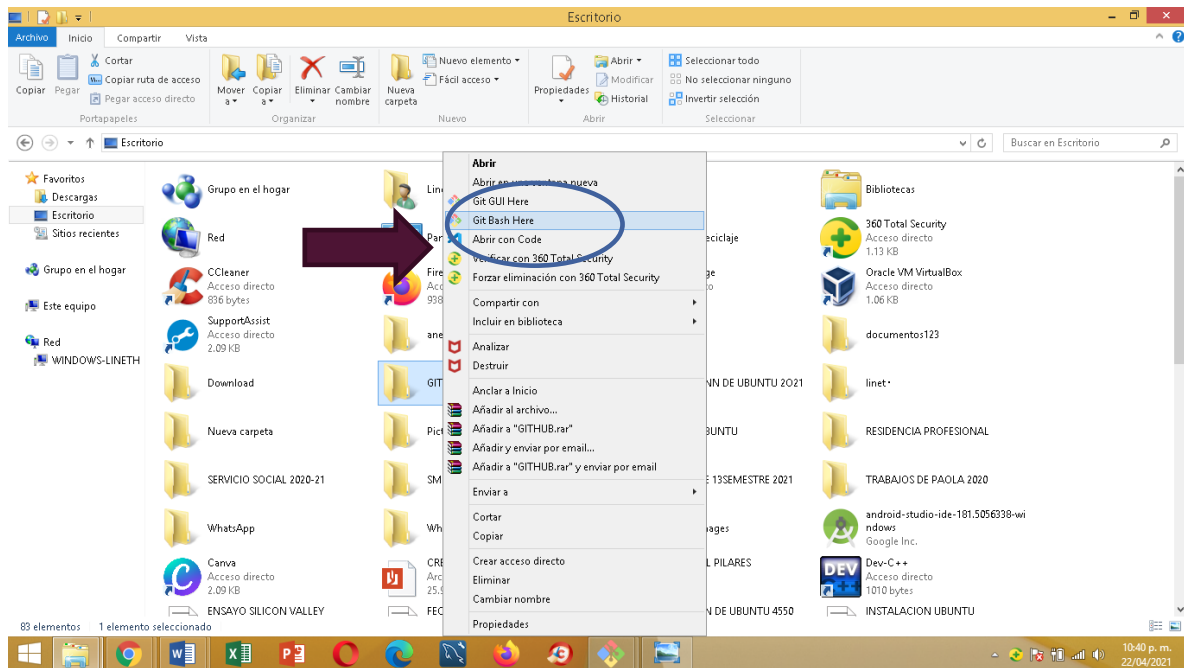 Escritorio
Archivo Inicio Compartir Vista
Copiar
Pegar
Cortar
Copiar ruta de acceso
Pegar acceso directo
Portapapeles
Mover a
Copiar a
Eliminar
Cambiar nombre
Organizar
Nueva carpeta
Nuevo elemento
Fácil acceso
Nuevo
Propiedades
Abrir
Modificar
Historial
Abrir
Seleccionar todo
No seleccionar ninguno
Invertir selección
Seleccionar
Escritorio
Buscar en Escritorio
Favoritos
Descargas
Escritorio
Sitios recientes
Grupo en el hogar
Este equipo
Red
WINDOWS-LINETH
Grupo en el hogar
Red
CCleaner
Acceso directo
836 bytes
SupportAssist
Acceso directo
2.09 KB
Download
Nueva carpeta
SERVICIO SOCIAL 2020-21
WhatsApp
Canva
Acceso directo
2.09 KB
ENSAYO SILICON VALLEY
Abrir
Abrir en una ventana nueva
Git GUI Here
Git Bash Here
Abrir con Code
Verificar con 360 Total Security
Forzar eliminación con 360 Total Security
Compartir con
Incluir en biblioteca
Analizar
Destruir
Anclar a Inicio
Añadir al archivo...
Añadir a "GITHUB.rar"
Añadir y enviar por email...
Añadir a "GITHUB.rar" y enviar por email
Enviar a
Cortar
Copiar
Crear acceso directo
Eliminar
Cambiar nombre
Propiedades
DE UBUNTU 2021
13SEMESTRE 2021
PILARES
DE UBUNTU 4550
Bibliotecas
360 Total Security
Acceso directo
1.13 KB
Oracle VM VirtualBox
Acceso directo
1.06 KB
documentos123
linet·
RESIDENCIA PROFESIONAL
TRABAJOS DE PAOLA 2020
android-studio-ide-181.5056338-wi
ndows
Google Inc.
DEV
Dev-C++
Acceso directo
1010 bytes
INSTALACION UBUNTU
83 elementos 1 elemento seleccionado
10:40 p. m.
22/04/2021